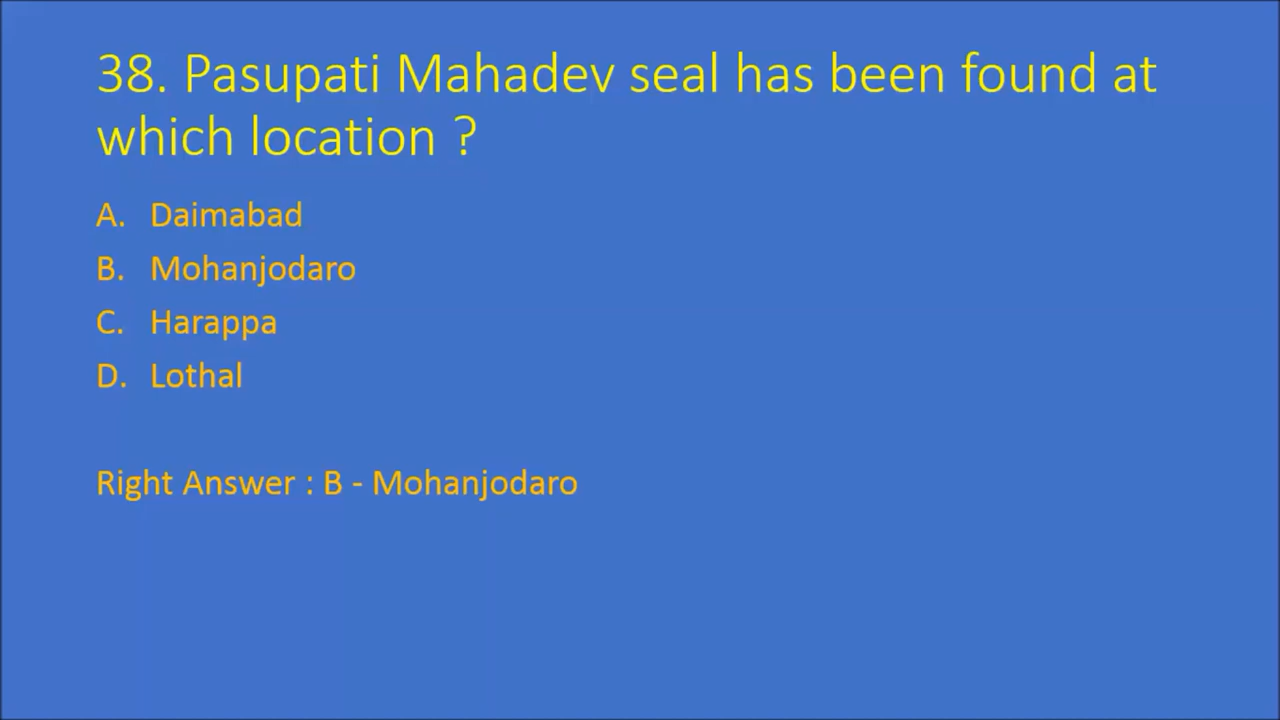 38. Pasupati Mahadev seal has been found at
which location ?
A. Daimabad
B. Mohanjodaro
C. Harappa
D. Lothal
Right Answer : B - Mohanjodaro